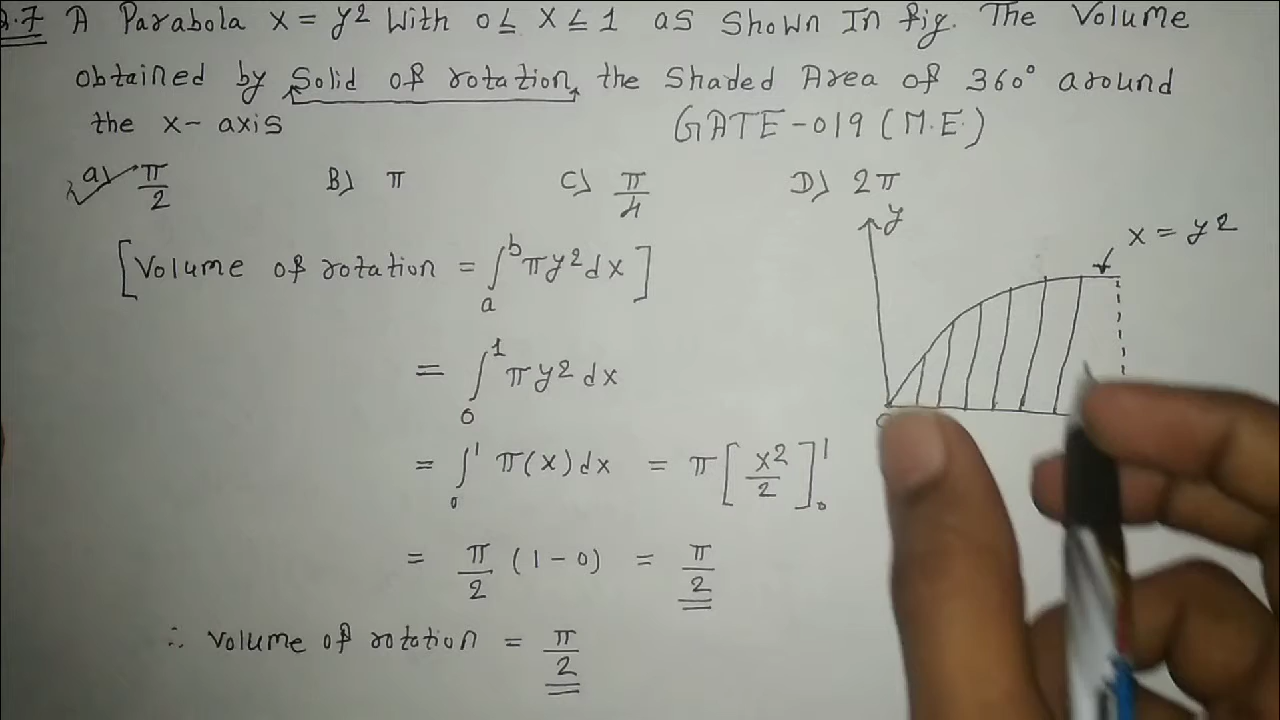 Q.7 A Parabola x = y² With 0 ≤ x ≤ 1 as Shown In fig. The Volume
obtained by Solid of rotation, the Shaded Area of 360° around
the x-axis GATE-019 (M.E.)
a) π/2 B) π C) π/4 D) 2π
y
x = y²
[Volume of rotation = ∫ₐᵇ πy² dx]
= ∫₀¹ πy² dx
= ∫₀¹ π(x) dx = π[x²/2]₀¹
= π/2 (1-0) = π/2
∴ Volume of rotation = π/2